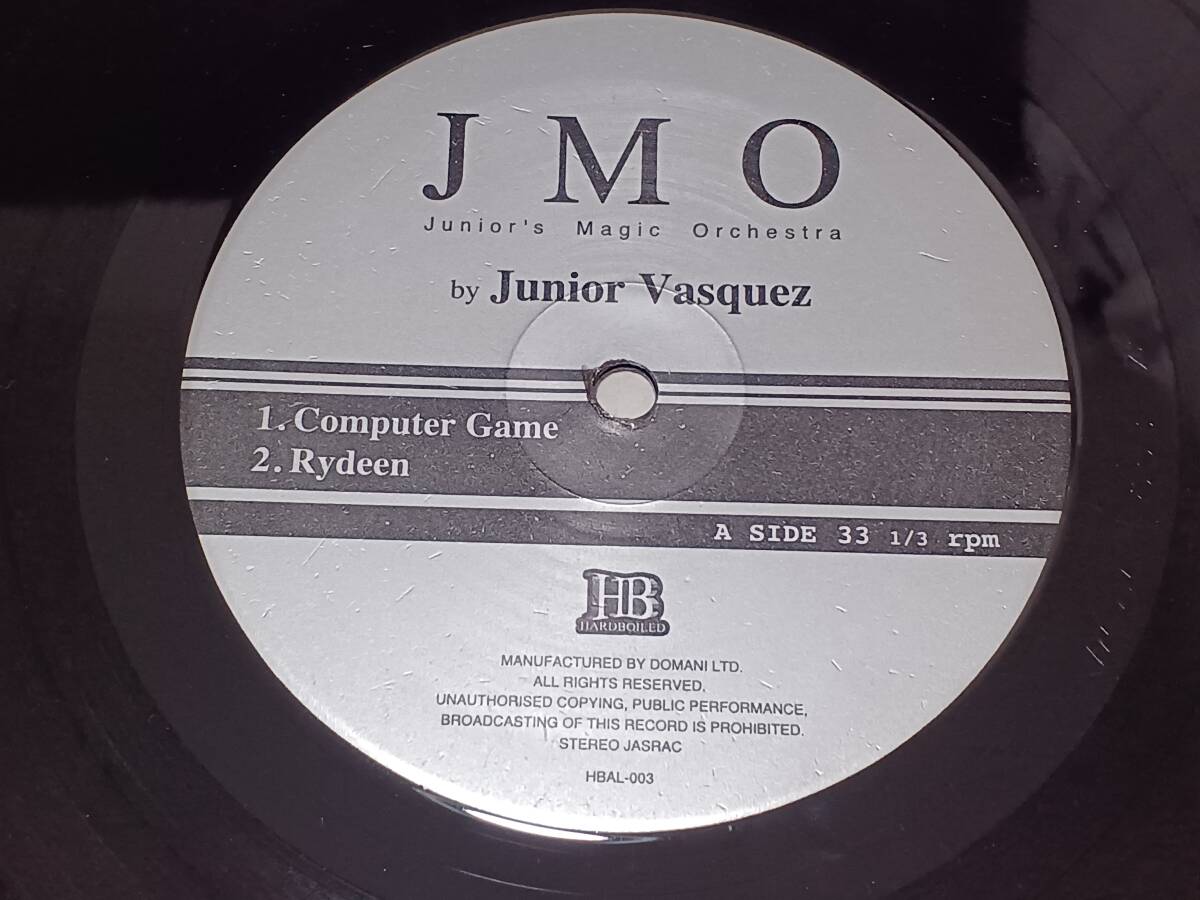 J M O
Junior's Magic Orchestra
by Junior Vasquez
1. Computer Game
2. Rydeen
A SIDE 33 1/3 rpm
HB
HARDBOILED
MANUFACTURED BY DOMANI LTD.
ALL RIGHTS RESERVED,
UNAUTHORISED COPYING, PUBLIC PERFORMANCE,
BROADCASTING OF THIS RECORD IS PROHIBITED.
STEREO JASRAC
HBAL-003